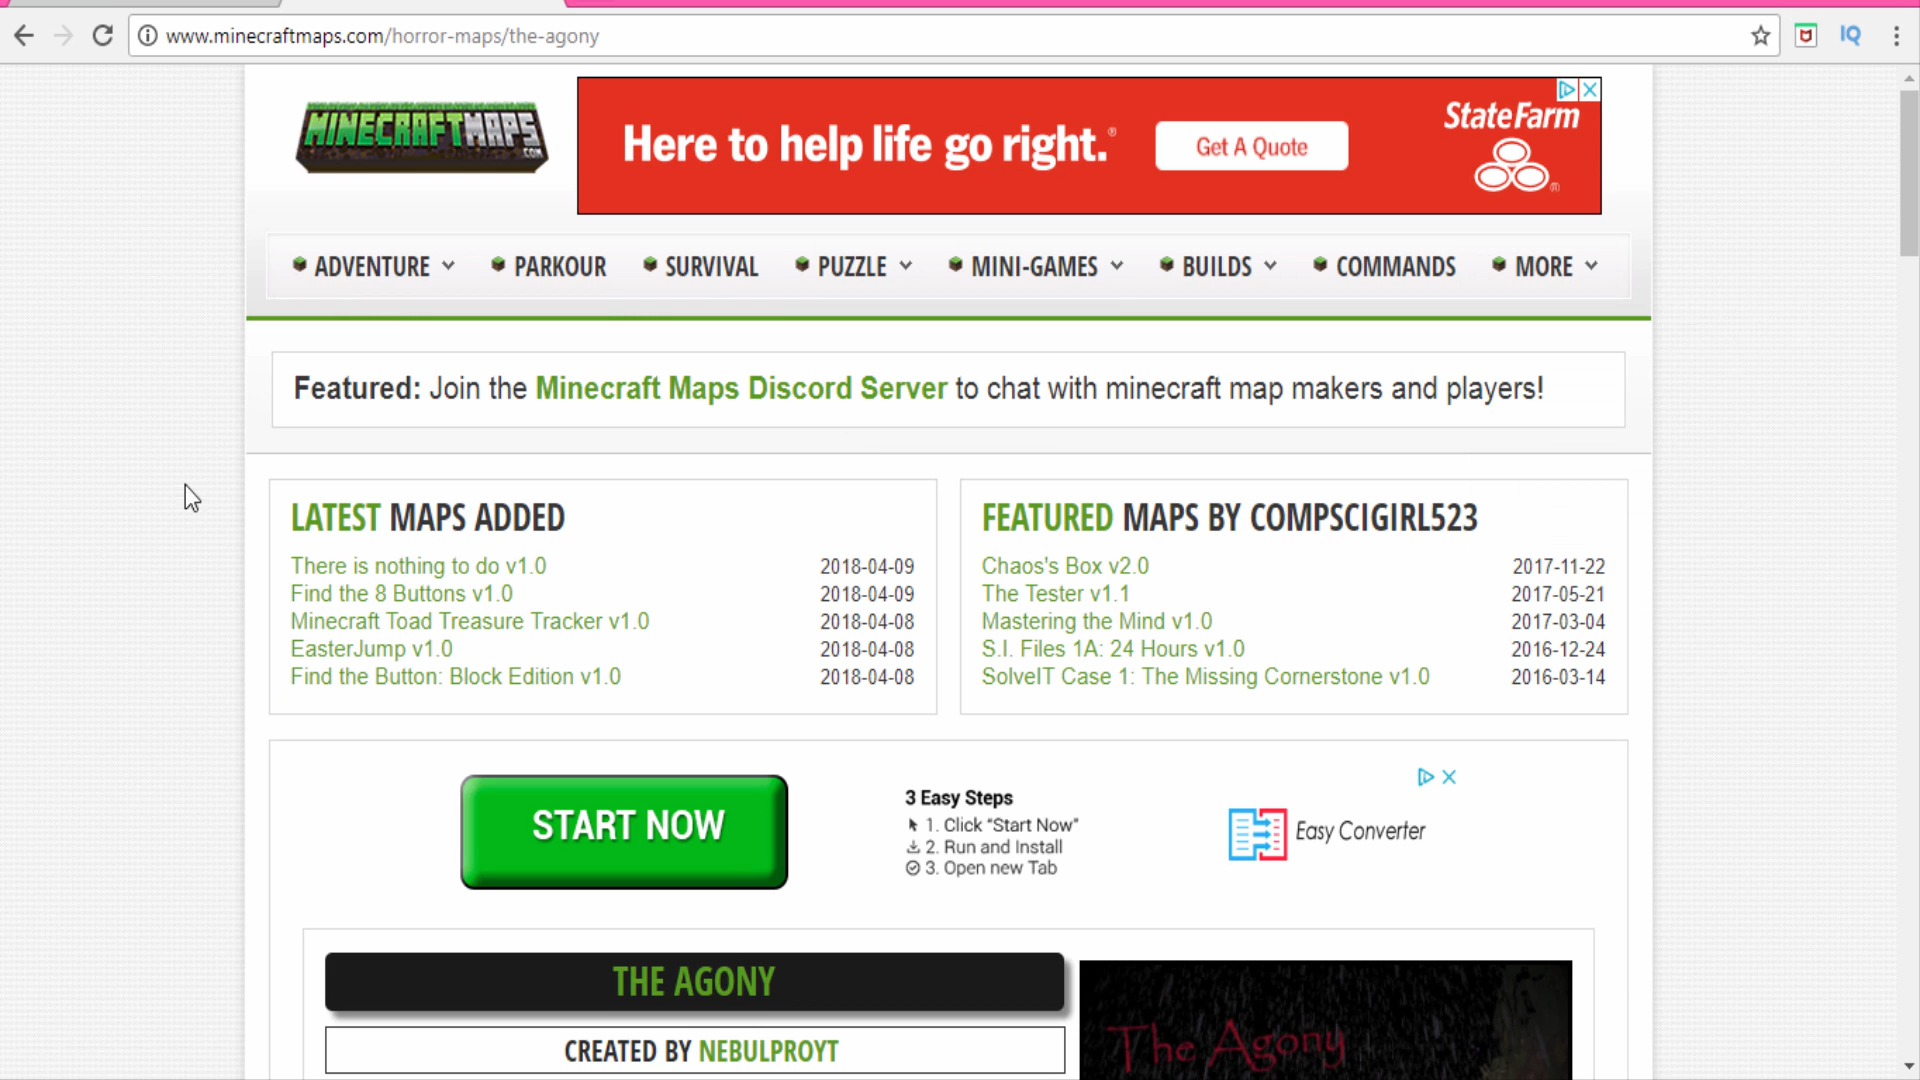 www.minecraftmaps.com/horror-maps/the-agony
IQ
MINECRAFTMAPS
.COM
Here to help life go right.®
Get A Quote
StateFarm
®
ADVENTURE
PARKOUR
SURVIVAL
PUZZLE
MINI-GAMES
BUILDS
COMMANDS
MORE
Featured: Join the Minecraft Maps Discord Server to chat with minecraft map makers and players!
LATEST MAPS ADDED
There is nothing to do v1.0 2018-04-09
Find the 8 Buttons v1.0 2018-04-09
Minecraft Toad Treasure Tracker v1.0 2018-04-08
EasterJump v1.0 2018-04-08
Find the Button: Block Edition v1.0 2018-04-08
FEATURED MAPS BY COMPSCIGIRL523
Chaos's Box v2.0 2017-11-22
The Tester v1.1 2017-05-21
Mastering the Mind v1.0 2017-03-04
S.I. Files 1A: 24 Hours v1.0 2016-12-24
SolveIT Case 1: The Missing Cornerstone v1.0 2016-03-14
START NOW
3 Easy Steps
1. Click “Start Now”
2. Run and Install
3. Open new Tab
Easy Converter
THE AGONY
CREATED BY NEBULPROYT
The Agony